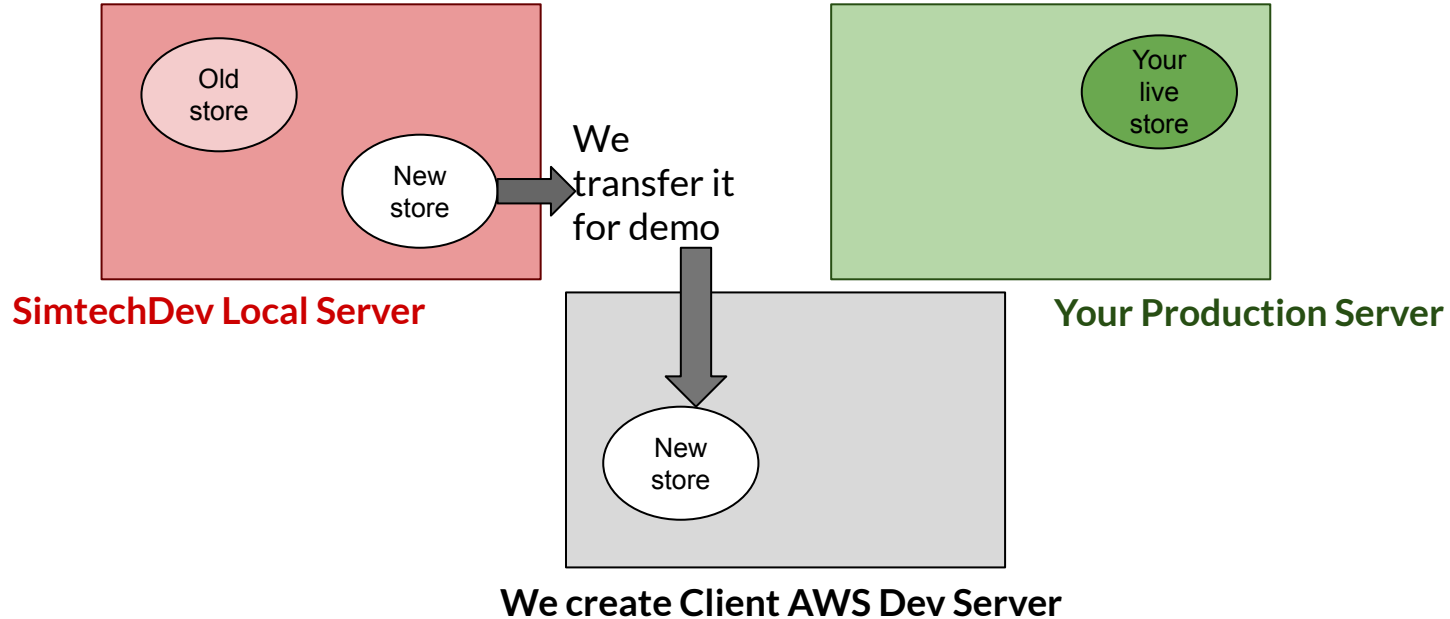 Old
store
New
store
We
transfer it
for demo
Your
live
store
SimtechDev Local Server
Your Production Server
New
store
We create Client AWS Dev Server